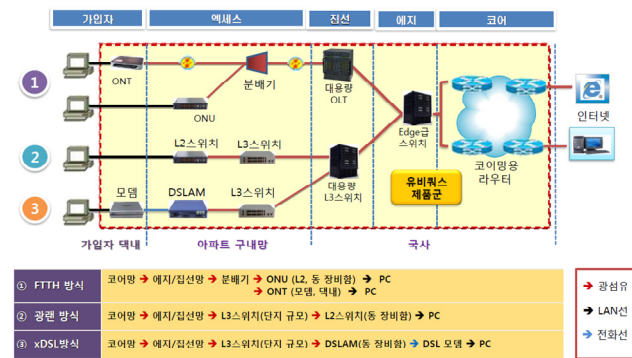 가입자 엑세스 집선 에지 코어
1
ONT
분배기
대용량
OLT
ONU
인터넷
Edge급
스위치
2
L2스위치 L3스위치
대용량
L3스위치
코이밍용
라우터
유비쿼스
제품군
3
모뎀 DSLAM L3스위치
가입자 댁내 아파트 구내망 국사
① FTTH 방식 코어망 → 에지/집선망 → 분배기 → ONU (L2, 동 장비함) → PC
→ ONT (모뎀, 댁내) → PC
② 광랜 방식 코어망 → 에지/집선망 → L3스위치(단지 규모) → L2스위치(동 장비함) → PC
③ xDSL방식 코어망 → 에지/집선망 → L3스위치(단지 규모) → DSLAM(동 장비함) → DSL 모뎀 → PC
→ 광섬유
→ LAN선
→ 전화선